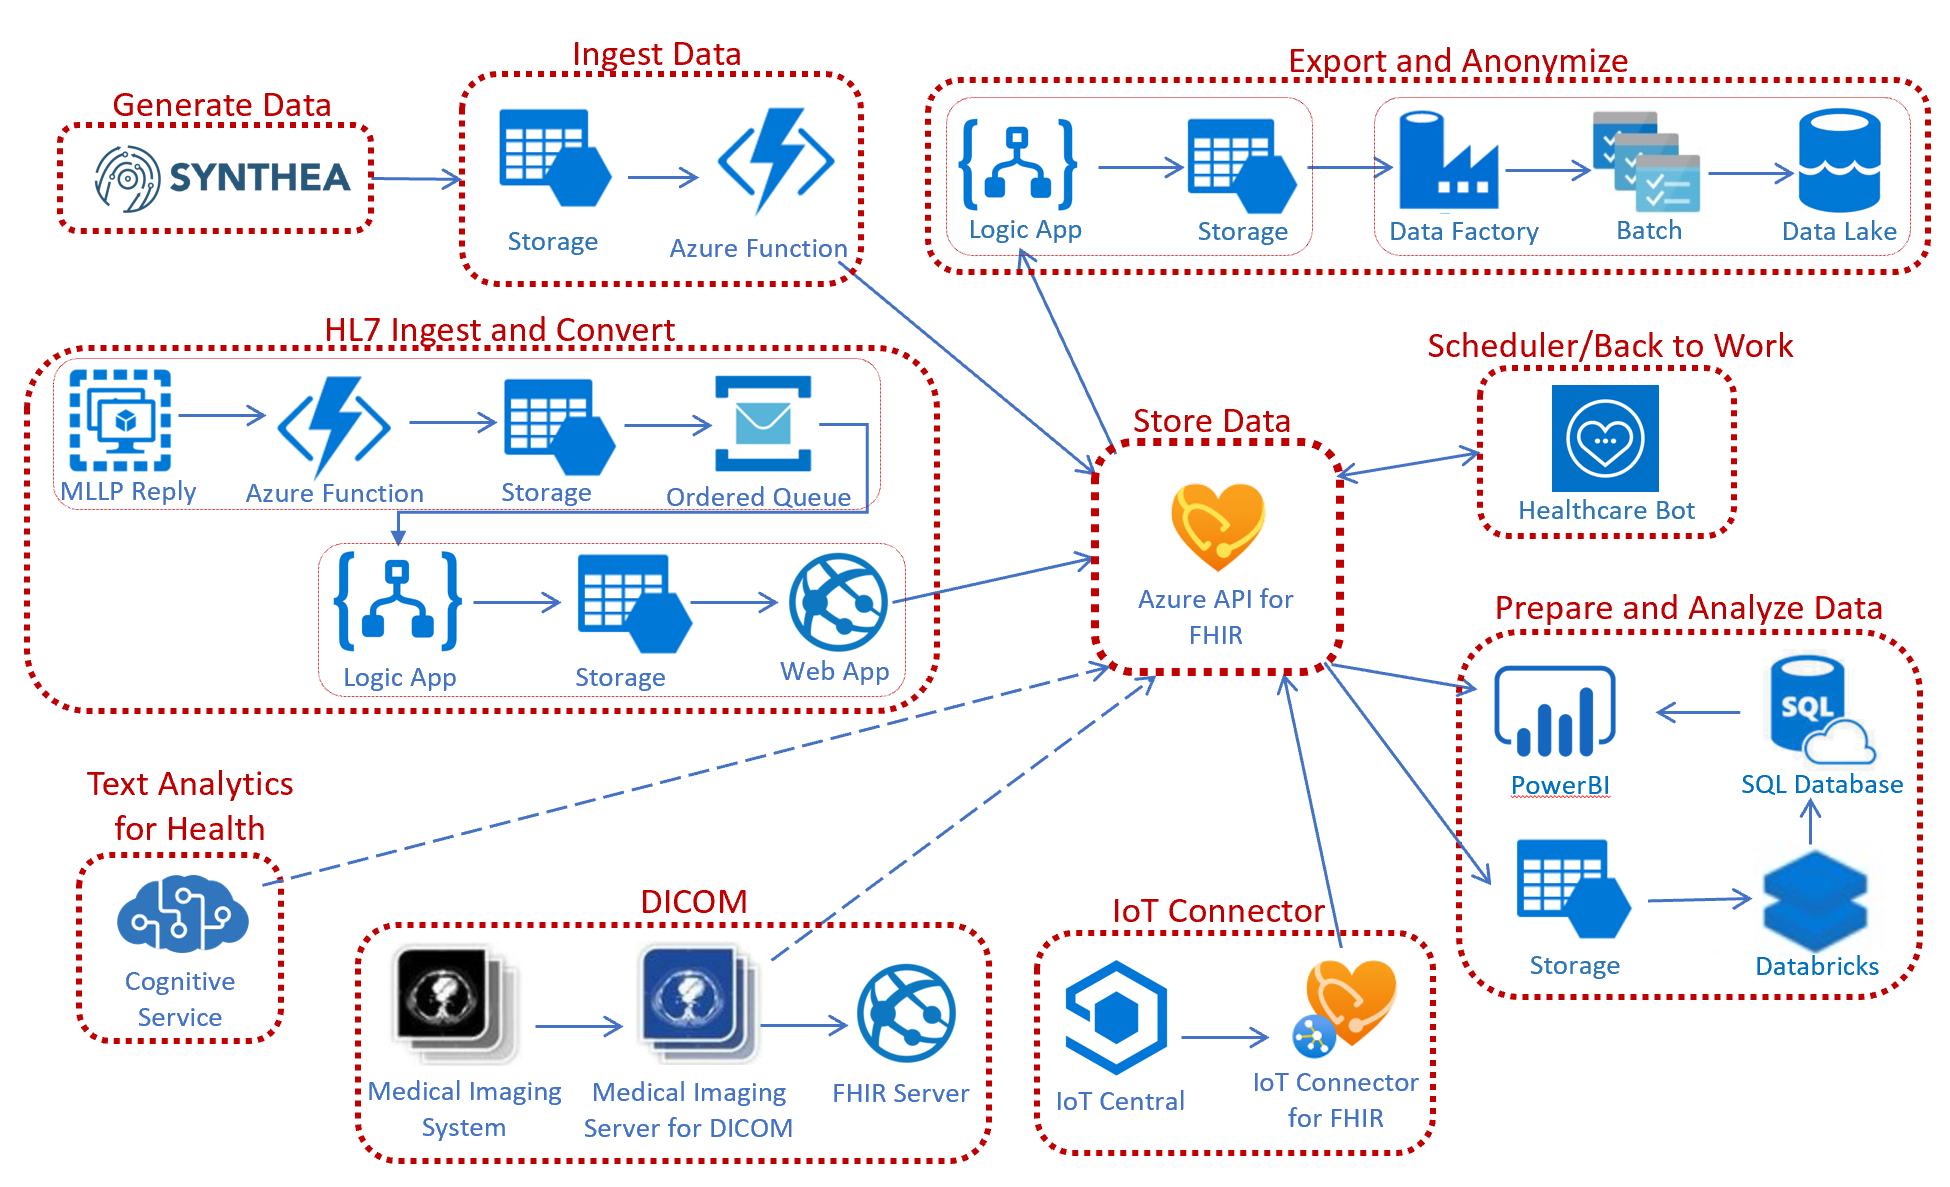 Ingest Data
Export and Anonymize
Generate Data
SYNTHEA
Storage
Azure Function
Logic App
Storage
Data Factory
Batch
Data Lake
HL7 Ingest and Convert
MLLP Reply
Azure Function
Storage
Ordered Queue
Logic App
Storage
Web App
Store Data
Azure API for
FHIR
Scheduler/Back to Work
Healthcare Bot
Prepare and Analyze Data
PowerBI
SQL
SQL Database
Storage
Databricks
Text Analytics
for Health
Cognitive
Service
DICOM
Medical Imaging
System
Medical Imaging
Server for DICOM
FHIR Server
IoT Connector
IoT Central
IoT Connector
for FHIR